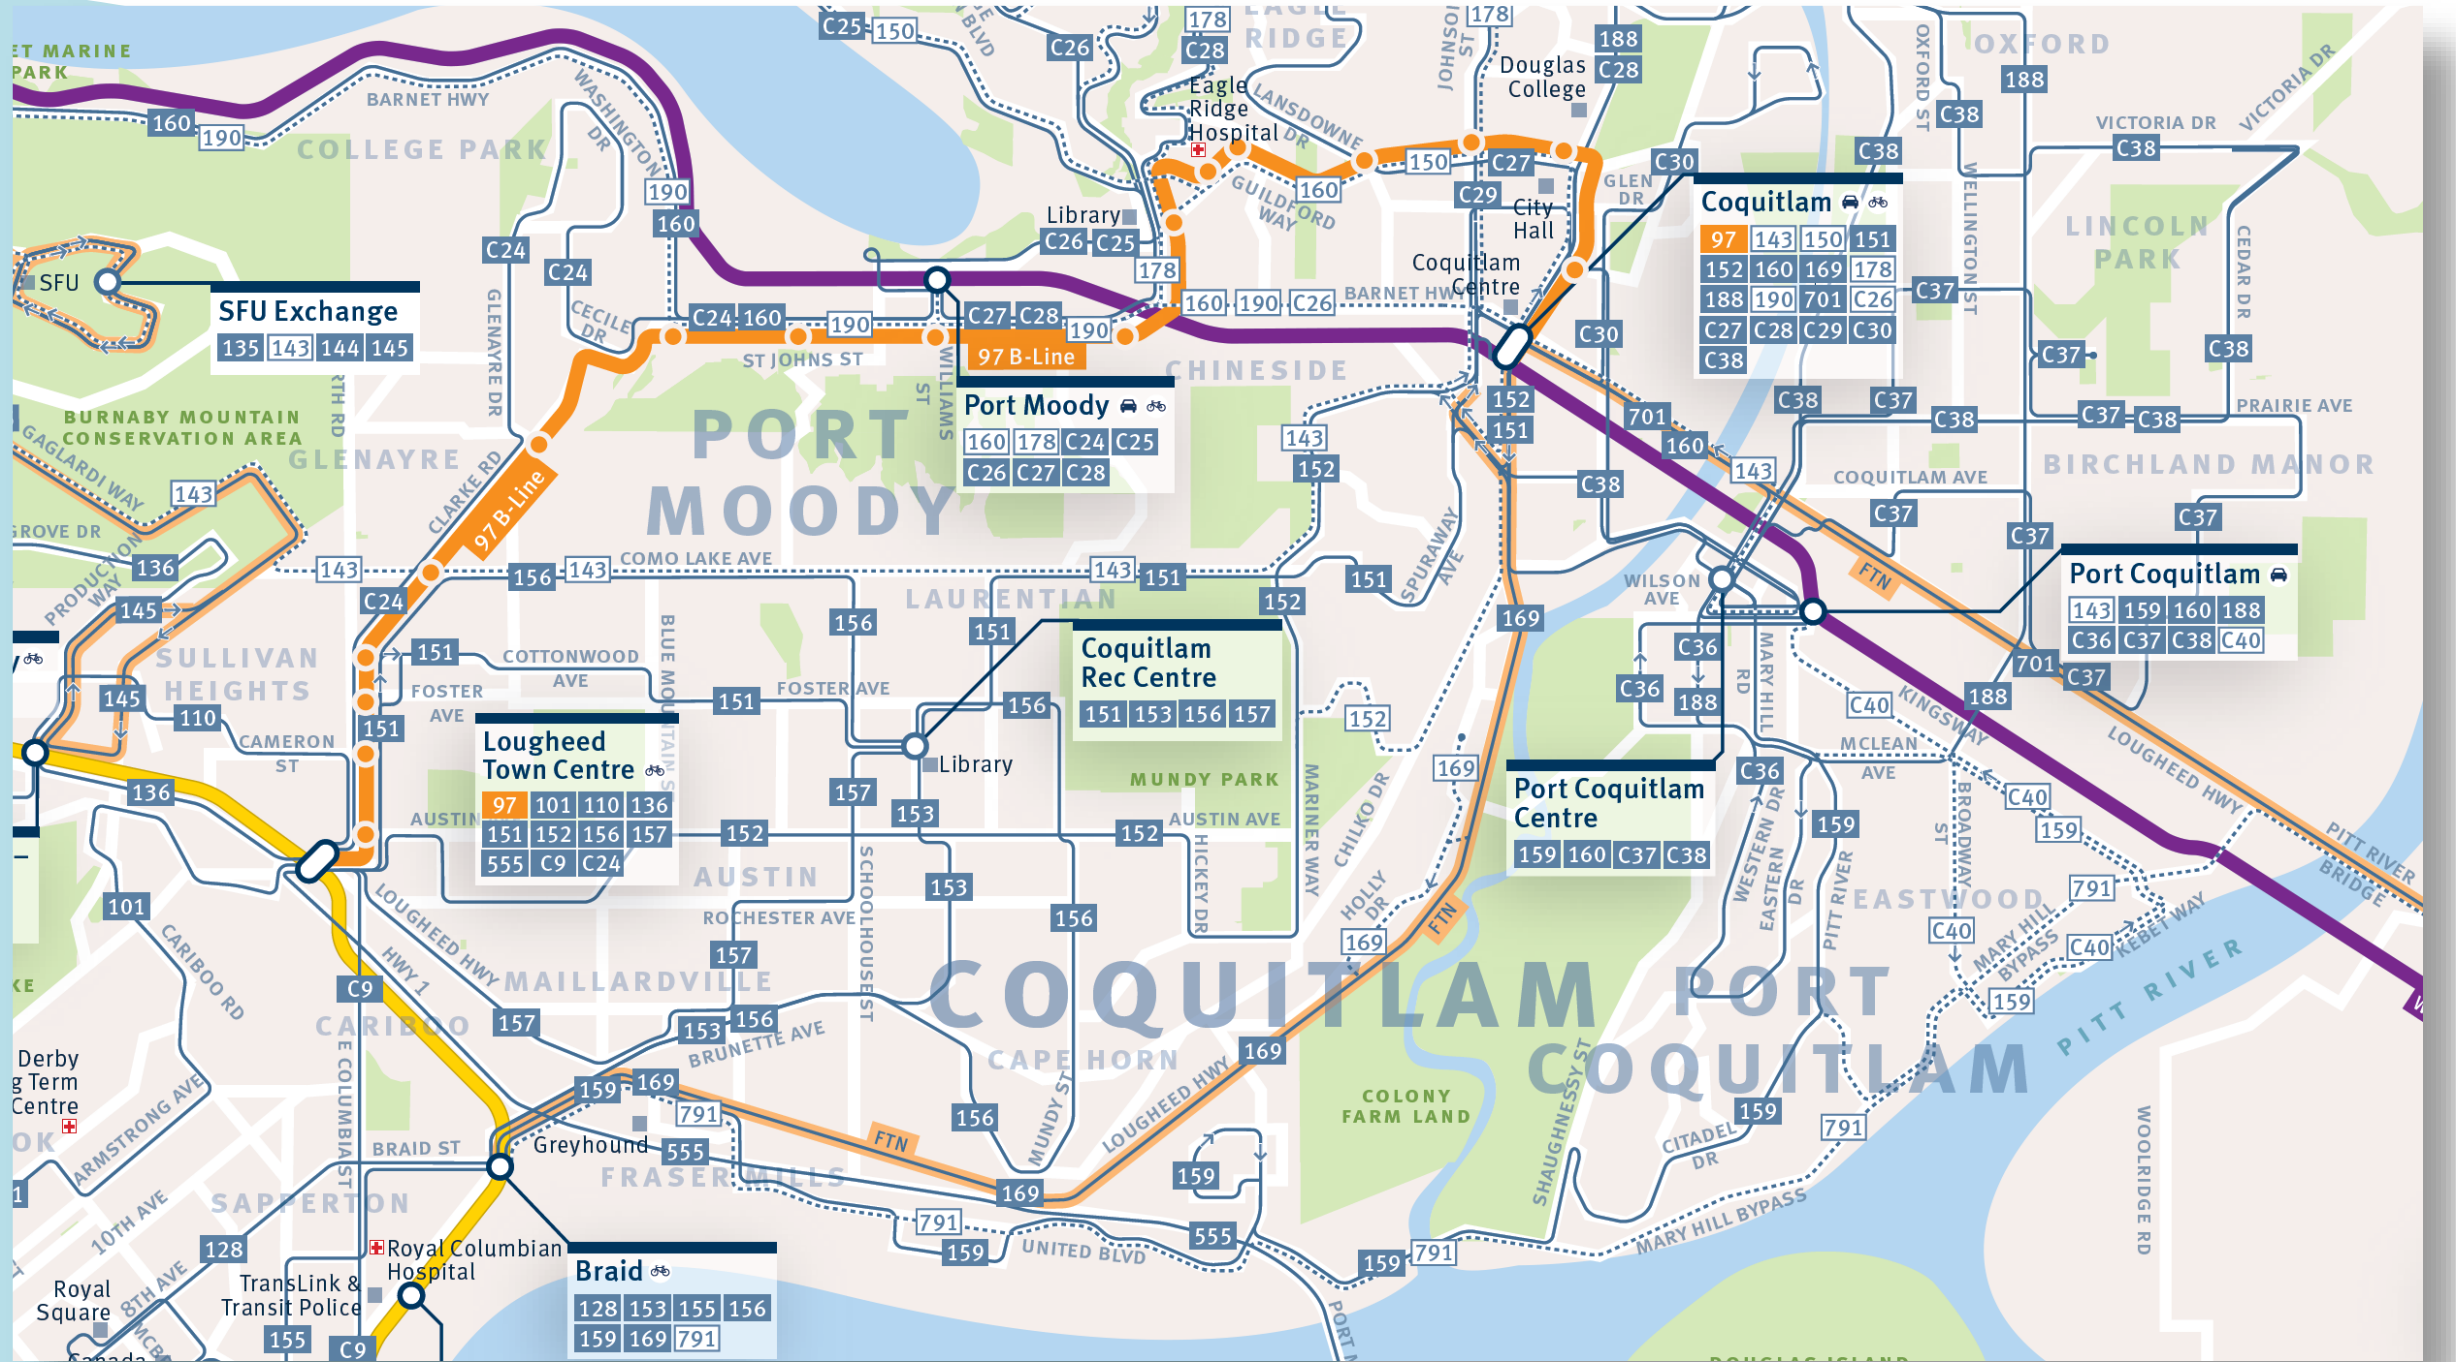 ET MARINE
PARK
BARNET HWY
160
190
COLLEGE PARK
WASHINGTON
DR
190
160
C24
C24
GLENAYRE DR
CECILE
DR
SFU
SFU Exchange
135 143 144 145
BURNABY MOUNTAIN
CONSERVATION AREA
GAGLARDI WAY
GLENAYRE
RTH RD
143
GROVE DR
PRODUCTION
WAY
136
145
143
C25
150
BLVD
C26
178
C28
EAGLE
RIDGE
Eagle
Ridge
Hospital
LANSDOWNE
DR
GUILDFORD
WAY
160
150
C27
JOHNSON
ST
178
Douglas
College
188
C28
City
Hall
C29
C30
GLEN
DR
Coquitlam
Centre
Library
C26 C25
178
160 190 C26
BARNET HWY
C24 160
190
C27 C28
190
97 B-Line
ST JOHNS ST
WILLIAMS
ST
Port Moody
160 178 C24 C25
C26 C27 C28
PORT
MOODY
CHINESIDE
CLARKE RD
97 B-Line
Coquitlam
97 143 150 151
152 160 169 178
188 190 701 C26
C27 C28 C29 C30
C38
OXFORD ST
OXFORD
188
C38
C38
WELLINGTON ST
VICTORIA DR
VICTORIA DR
C38
LINCOLN
PARK
CEDAR DR
C37
C37
C38
C30
C38
C37
C38
C37
C38
PRAIRIE AVE
BIRCHLAND MANOR
COQUITLAM AVE
C37
C37
C37
152
151
701
160
143
C38
143
152
SPURAWAY
AVE
COMO LAKE AVE
156
143
143
151
151
152
LAURENTIAN
C24
151
COTTONWOOD
AVE
FOSTER
AVE
151
FOSTER AVE
151
BLUE MOUNTAIN ST
156
151
156
SULLIVAN
HEIGHTS
145
110
CAMERON
ST
136
Lougheed
Town Centre
97 101 110 136
151 152 156 157
555 C9 C24
Coquitlam
Rec Centre
151 153 156 157
Library
MUNDY PARK
157
153
AUSTIN
152
152
AUSTIN AVE
HICKEY DR
MARINER WAY
CHILKO DR
HOLLY
DR
152
169
169
169
FTN
WILSON
AVE
C36
C36
188
MARY HILL
RD
Port Coquitlam
143 159 160 188
C36 C37 C38 C40
FTN
701
C37
188
C40
KINGSWAY
MCLEAN
AVE
LOUGHEED HWY
Port Coquitlam
Centre
159 160 C37 C38
C36
WESTERN DR
EASTERN
DR
159
PITT RIVER
BROADWAY
ST
C40
159
791
PITT RIVER
BRIDGE
EASTWOOD
C40
MARY HILL
BYPASS
C40
KEBET WAY
159
PITT RIVER
101
CARIBOO RD
LOUGHEED HWY
HWY 1
C9
CARIBOO
157
MAILLARDVILLE
AUSTIN
ROCHESTER AVE
157
SCHOOLHOUSE ST
153
156
153
156
BRUNETTE AVE
COQUITLAM
PORT
COQUITLAM
CAPE HORN
169
LOUGHEED HWY
MUNDY ST
156
159
169
791
FTN
Greyhound
555
FRASER MILLS
169
791
159
UNITED BLVD
555
159
COLONY
FARM LAND
SHAUGHNESSY ST
159
CITADEL
DR
791
MARY HILL BYPASS
159
791
WOOLRIDGE RD
Derby
g Term
Centre
ARMSTRONG AVE
E COLUMBIA ST
BRAID ST
SAPPERTON
10TH AVE
128
8TH AVE
Royal Columbian
Hospital
TransLink &
Transit Police
Royal
Square
155
C9
Braid
128 153 155 156
159 169 791
DOUGLAS ISLAND